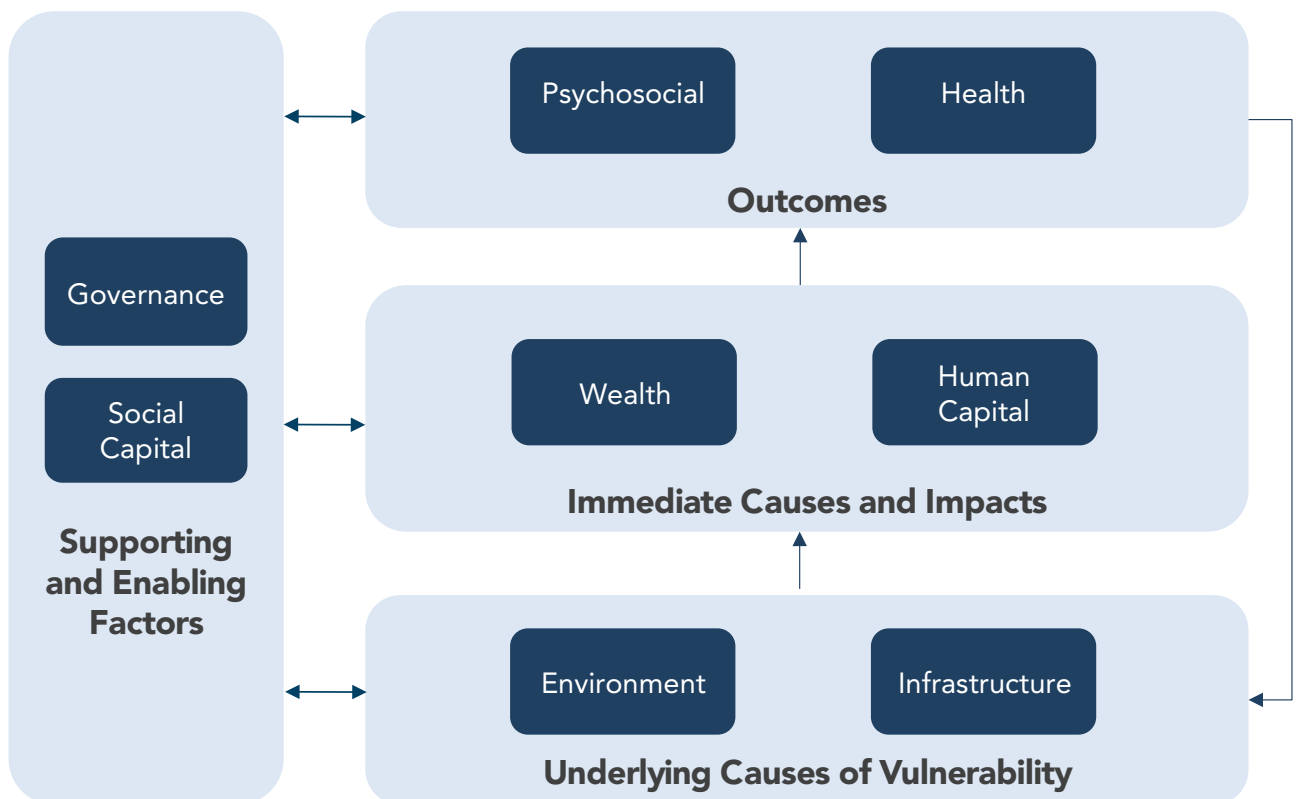 Governance
Social
Capital
Supporting
and Enabling
Factors
Psychosocial
Health
Outcomes
Wealth
Human
Capital
Immediate Causes and Impacts
Environment
Infrastructure
Underlying Causes of Vulnerability